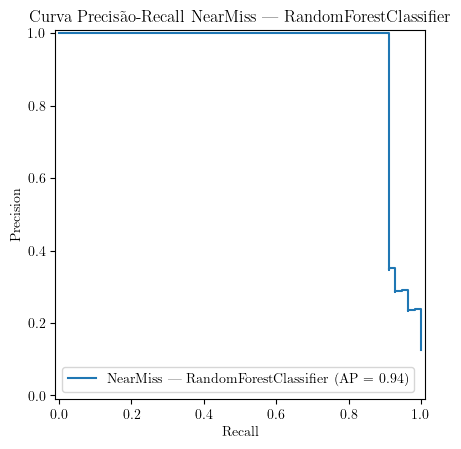 Curva Precisão-Recall NearMiss — RandomForestClassifier
1.0
0.8
0.6
0.4
0.2
0.0
Precision
NearMiss — RandomForestClassifier (AP = 0.94)
0.0 0.2 0.4 0.6 0.8 1.0
Recall